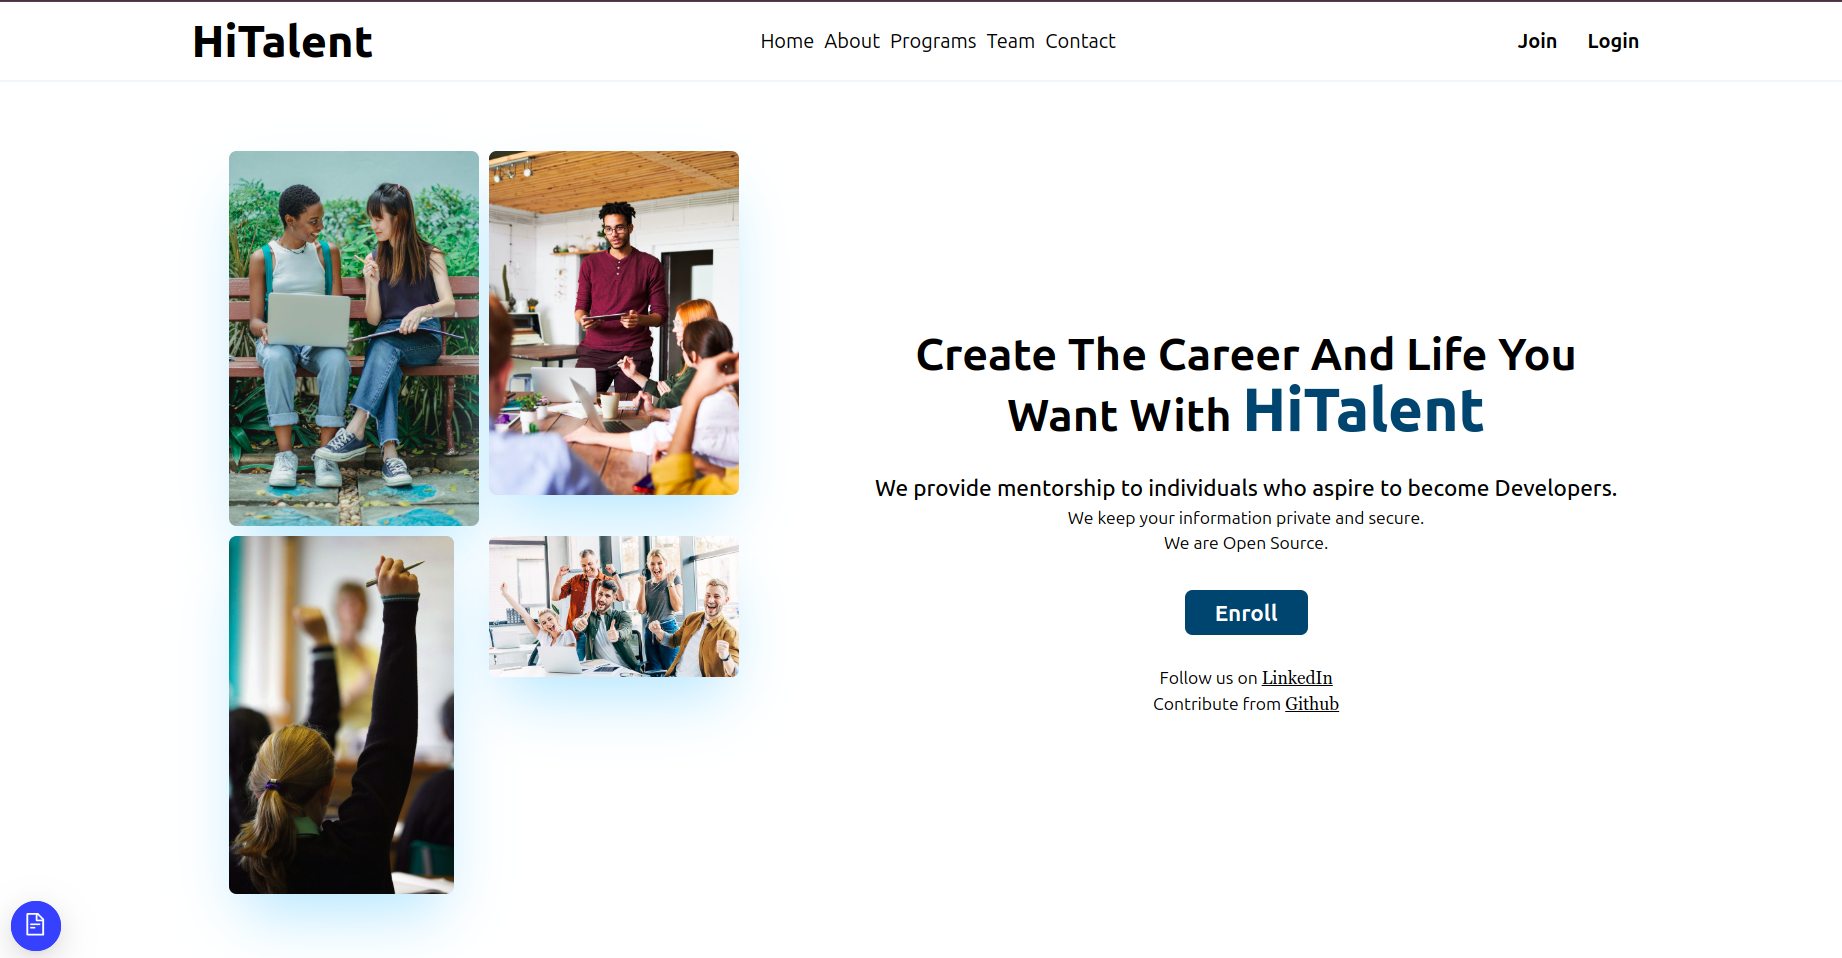 HiTalent
Home About Programs Team Contact
Join Login
Create The Career And Life You
Want With HiTalent
We provide mentorship to individuals who aspire to become Developers.
We keep your information private and secure.
We are Open Source.
Enroll
Follow us on LinkedIn
Contribute from Github